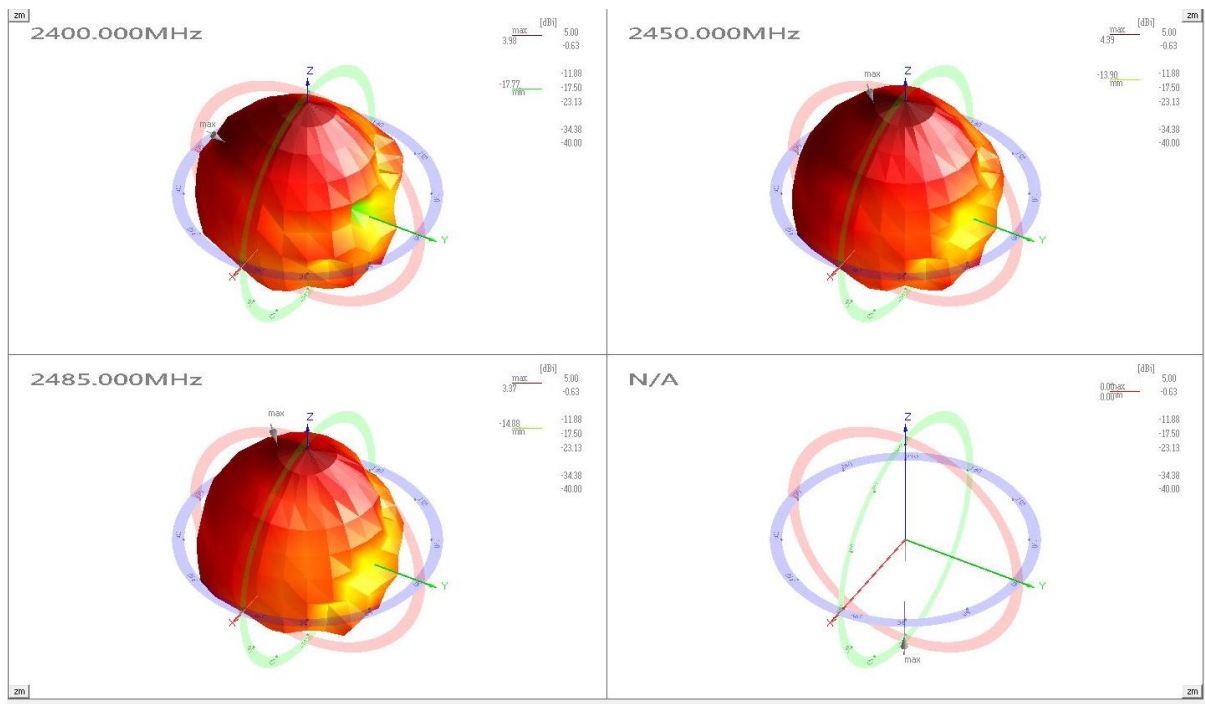 zm
zm
2400.000MHz
[dBi]
max
3.98
5.00
-0.63
-11.88
-17.77
min
-17.50
-23.13
-34.38
-40.00
max
Z
X
Y
2450.000MHz
[dBi]
max
4.39
5.00
-0.63
-11.88
-13.90
min
-17.50
-23.13
-34.38
-40.00
max
Z
X
Y
2485.000MHz
[dBi]
max
3.37
5.00
-0.63
-11.88
-14.88
min
-17.50
-23.13
-34.38
-40.00
max
Z
X
Y
N/A
[dBi]
0.00
max
0.00
min
5.00
-0.63
-11.88
-17.50
-23.13
-34.38
-40.00
Z
X
Y
max
zm
zm